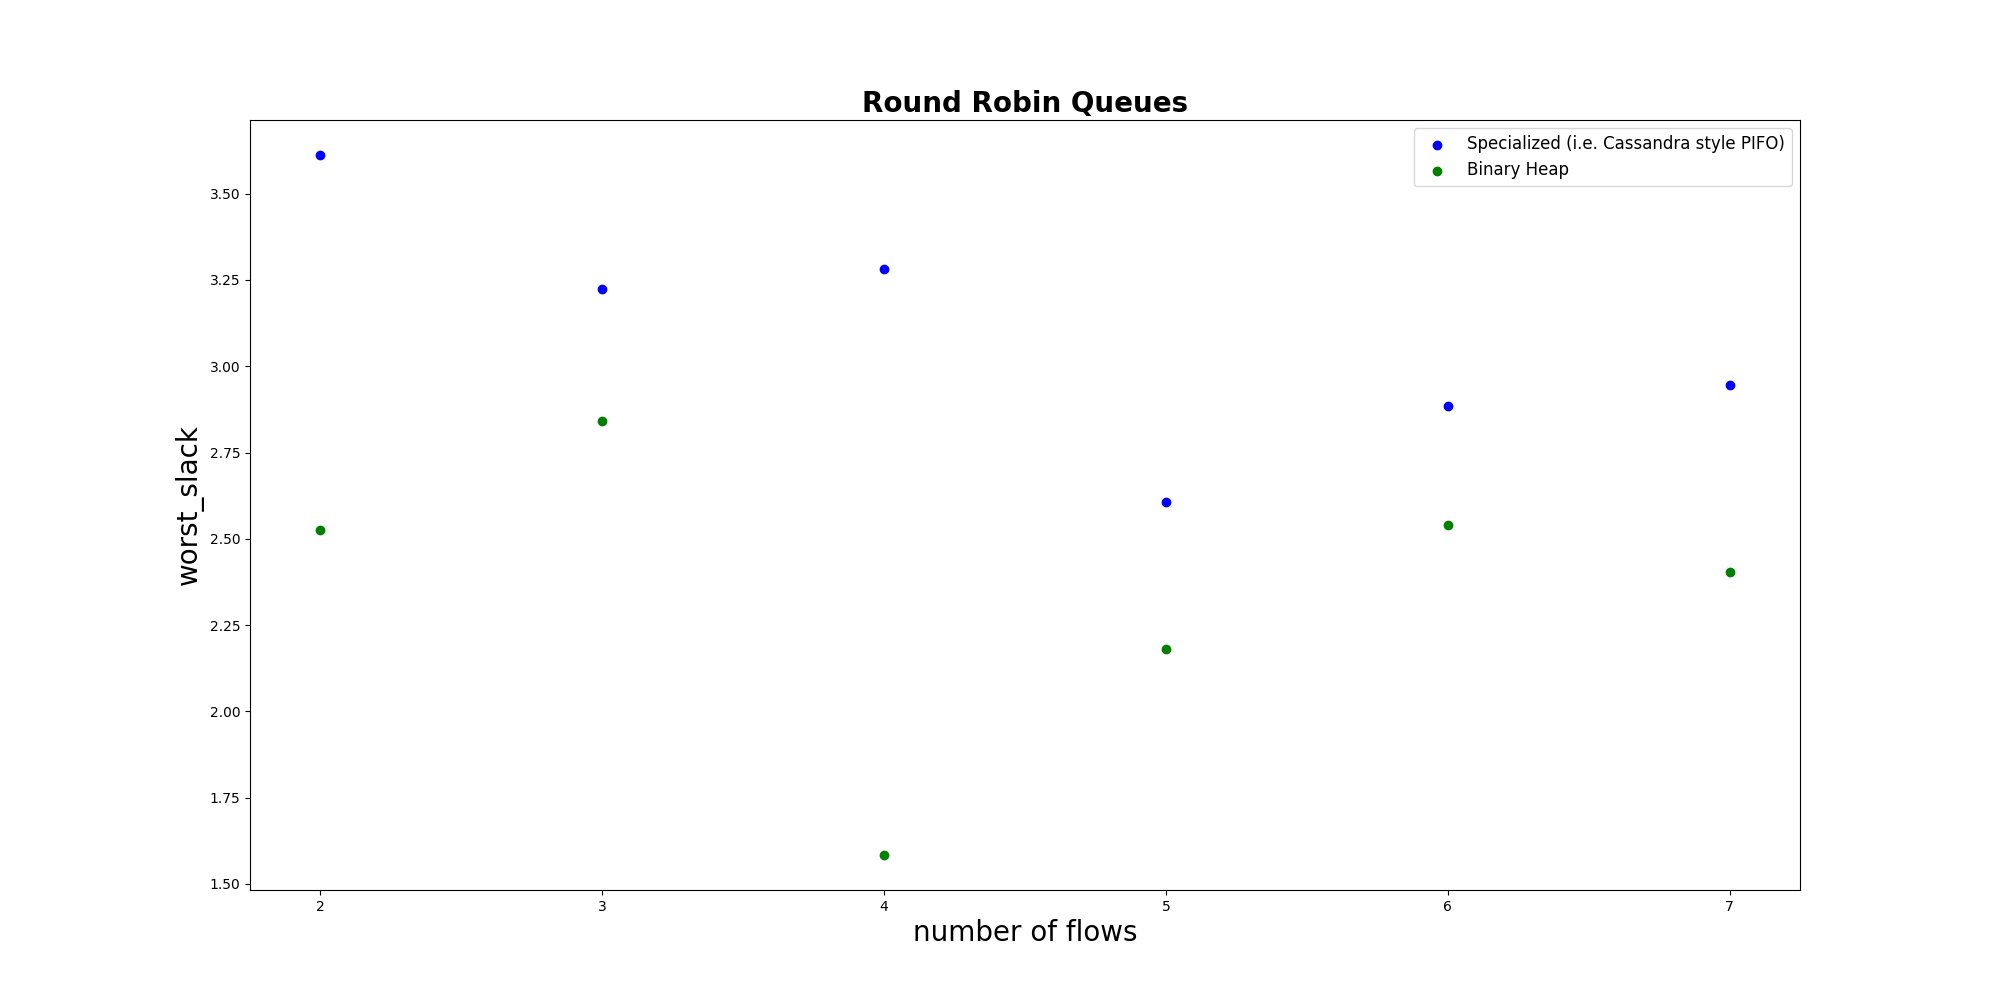 Round Robin Queues
Specialized (i.e. Cassandra style PIFO)
Binary Heap
worst_slack
3.50
3.25
3.00
2.75
2.50
2.25
2.00
1.75
1.50
2 3 4 5 6 7
number of flows